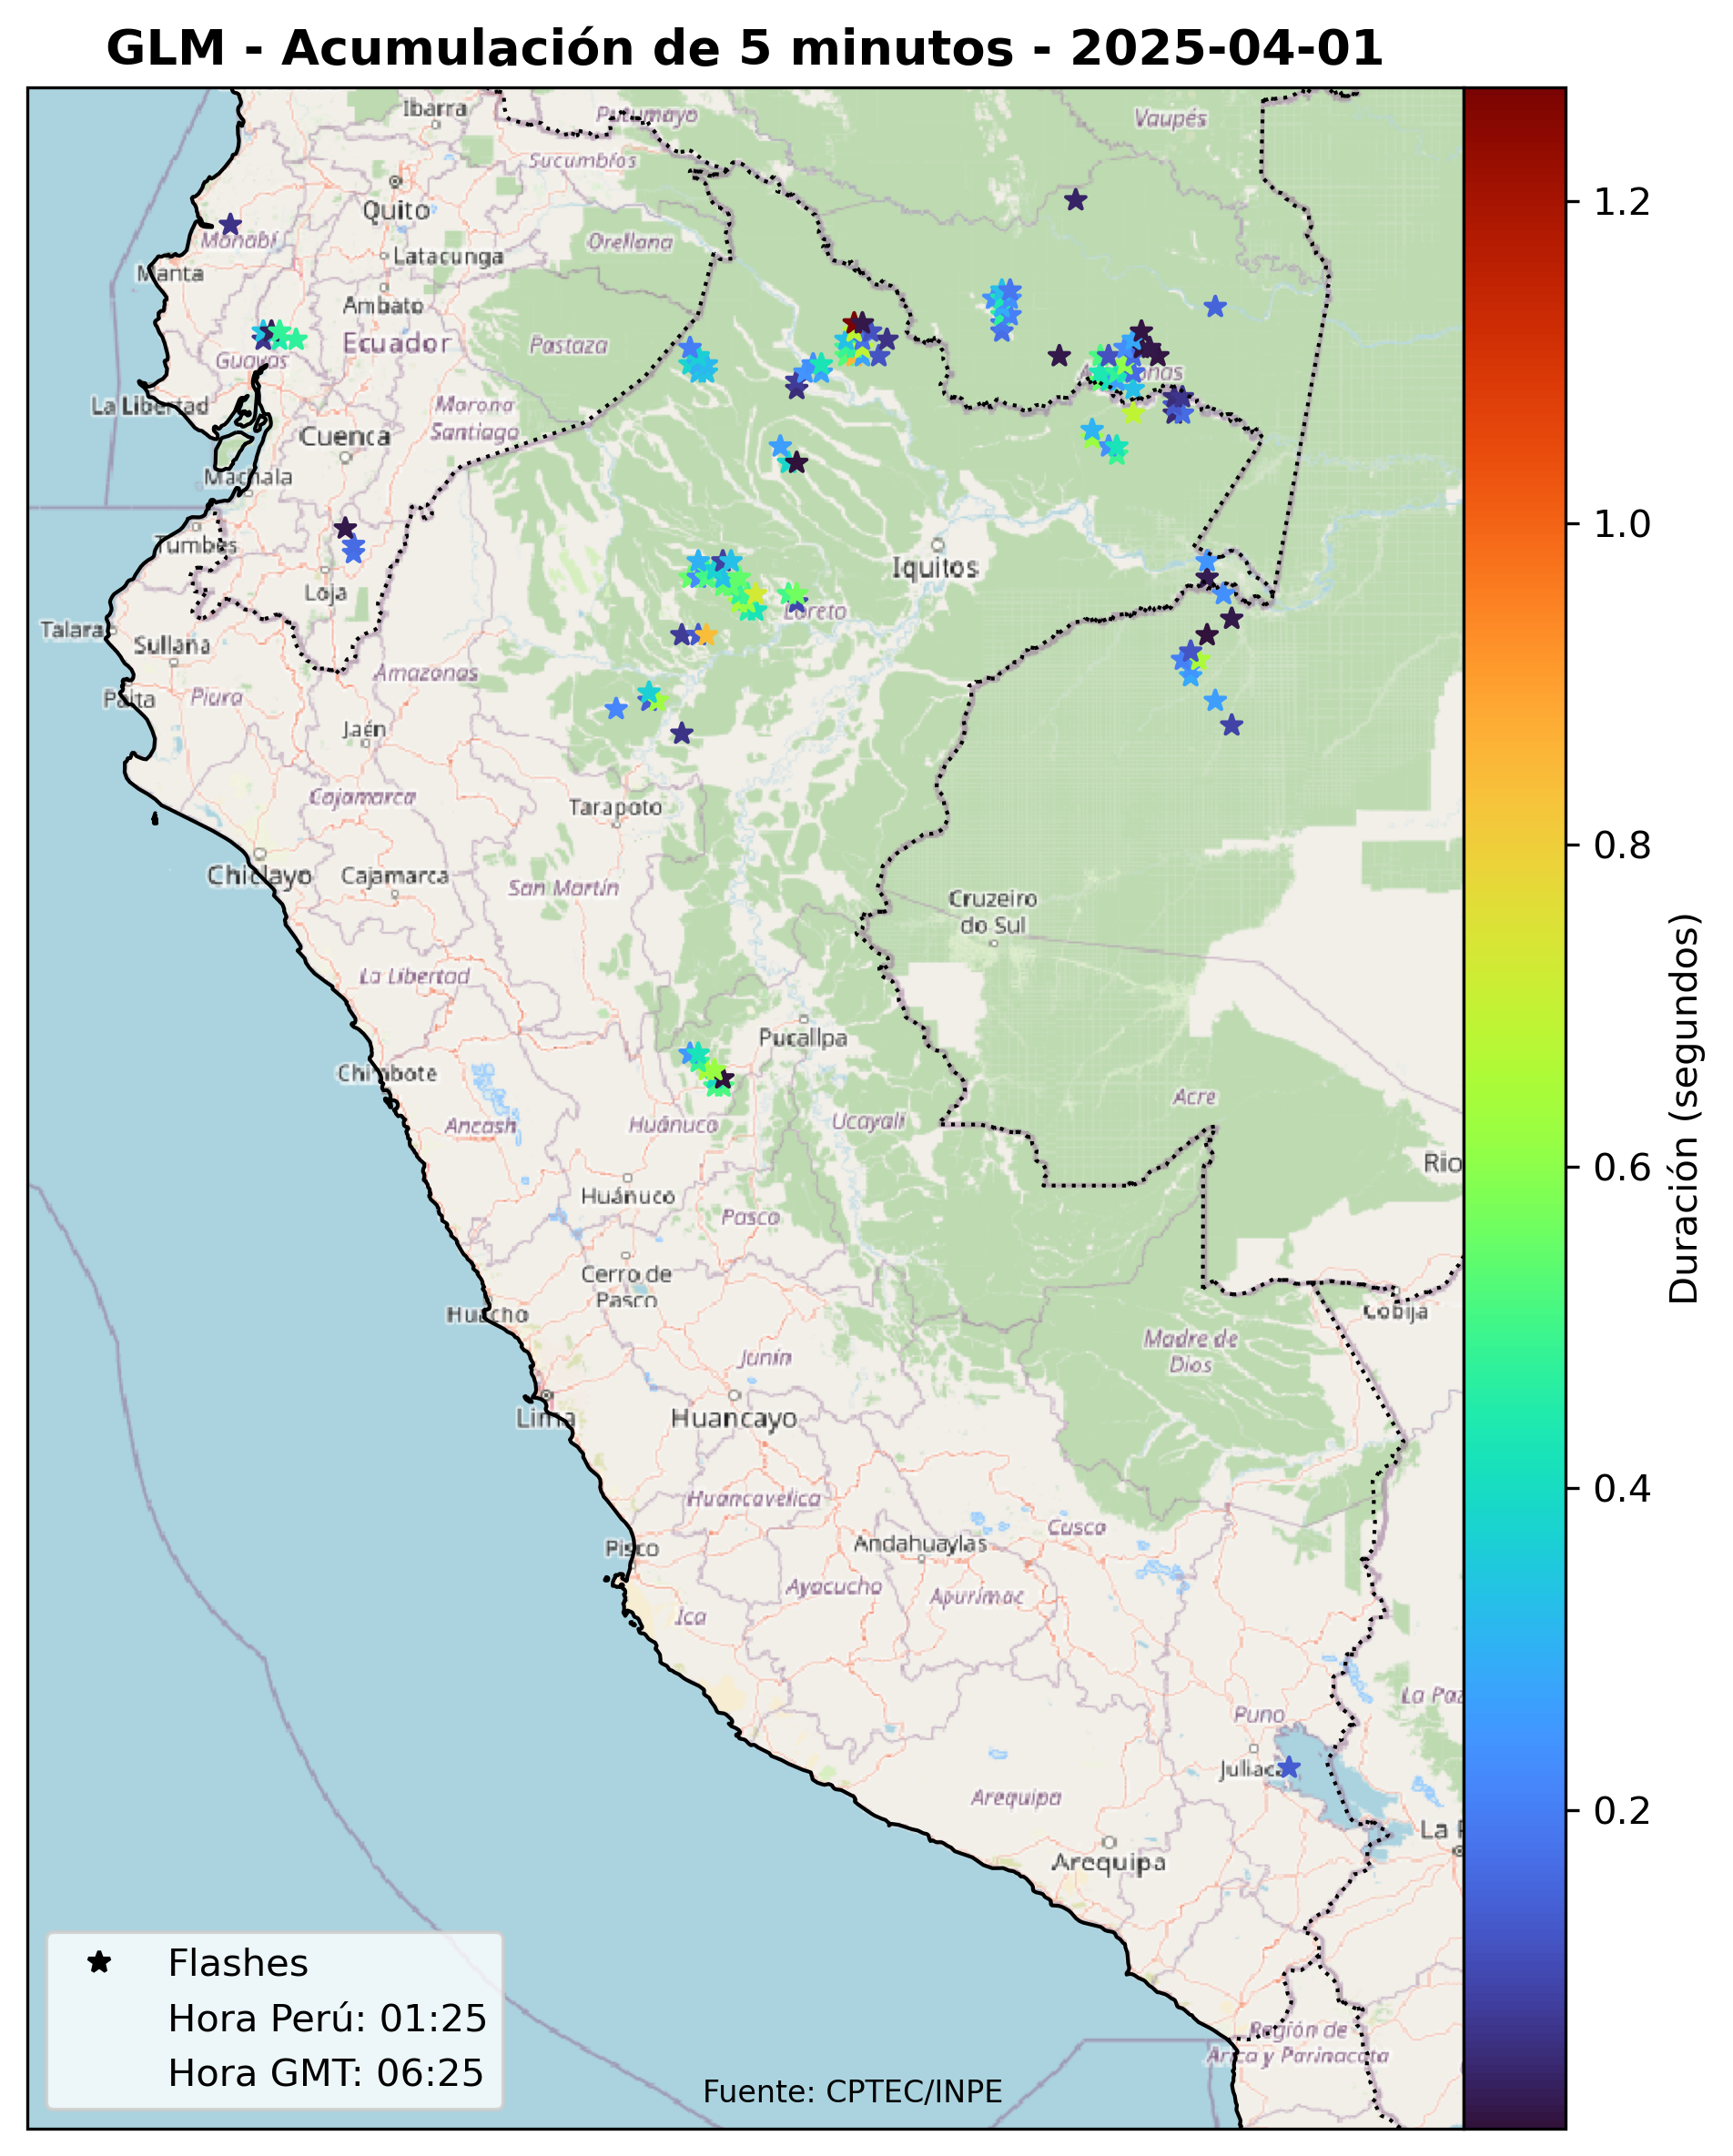 GLM - Acumulación de 5 minutos - 2025-04-01
Ibarra
Putumayo
Vaupés
Sucumbíos
Quito
Orellana
Manabí
Latacunga
Manta
Ambato
Ecuador
Pastaza
Guayas
La Libertad
Morona
Santiago
Cuenca
Machala
Tumbes
Iquitos
Loja
Loreto
Talara
Sullana
Amazonas
Paita
Piura
Jaén
Cajamarca
Tarapoto
Chiclayo
Cajamarca
San Martín
Cruzeiro
do Sul
La Libertad
Pucallpa
Chimbote
Acre
Ancash
Huánuco
Ucayali
Rio
Huánuco
Pasco
Cerro de
Pasco
Huacho
Cobija
Madre de
Dios
Junín
Lima
Huancayo
Huancavelica
Cusco
Pisco
Andahuaylas
Ayacucho
Apurímac
Ica
La Paz
Puno
Juliaca
Arequipa
La P
Arequipa
Región de
Arica y Parinacota
Flashes
Hora Perú: 01:25
Hora GMT: 06:25
Fuente: CPTEC/INPE
1.2
1.0
0.8
0.6
0.4
0.2
Duración (segundos)